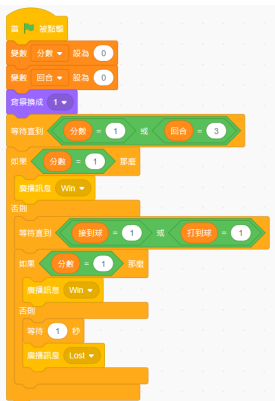 當 被點擊
變數 分數 設為 0
變數 回合 設為 0
背景換成 1
等待直到 分數 = 1 或 回合 = 3
如果 分數 = 1 那麼
廣播訊息 Win
否則
等待直到 接到球 = 1 或 打到球 = 1
如果 分數 = 1 那麼
廣播訊息 Win
否則
等待 1 秒
廣播訊息 Lost